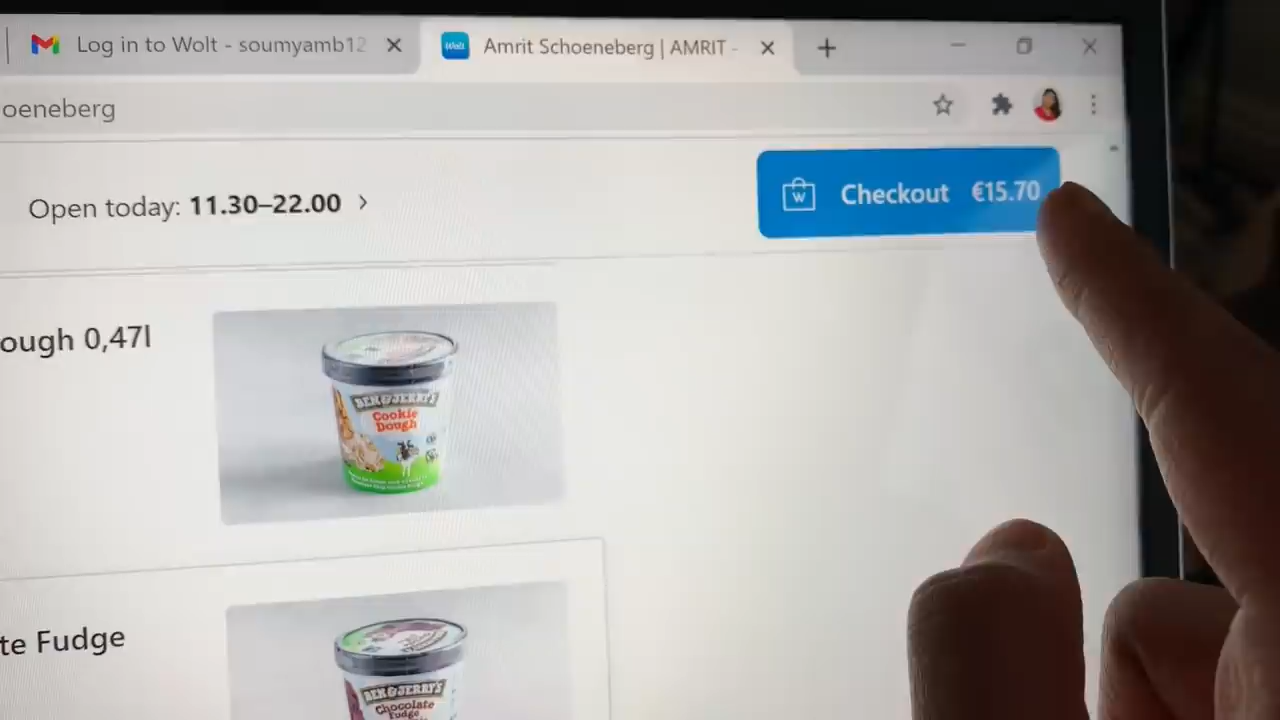 Log in to Wolt - soumyamb12
Wolt
Amrit Schoeneberg | AMRIT -
oeneberg
Open today: 11.30–22.00
W
Checkout €15.70
ough 0,47l
BEN & JERRY'S
Cookie
Dough
te Fudge
BEN & JERRY'S
Chocolate
Fudge